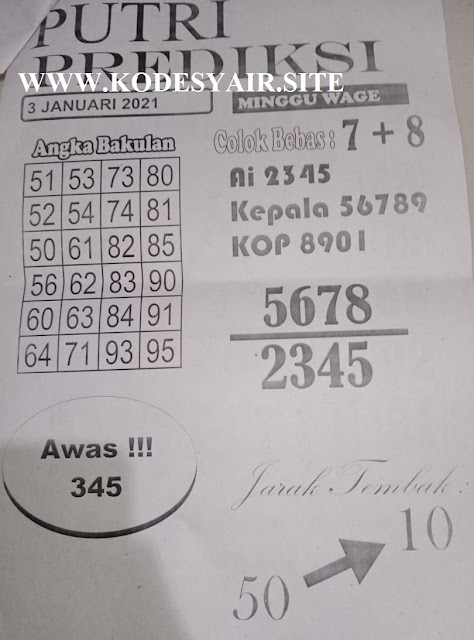 PUTRI
PREDIKSI
WWW.KODESYAIR.SITE
3 JANUARI 2021
MINGGU WAGE
Angka Bakulan
51 53 73 80
52 54 74 81
50 61 82 85
56 62 83 90
60 63 84 91
64 71 93 95
Colok Bebas : 7 + 8
Ai 2345
Kepala 56789
KOP 8901
5678
2345
Awas !!!
345
Jarak Tembak :
10
50